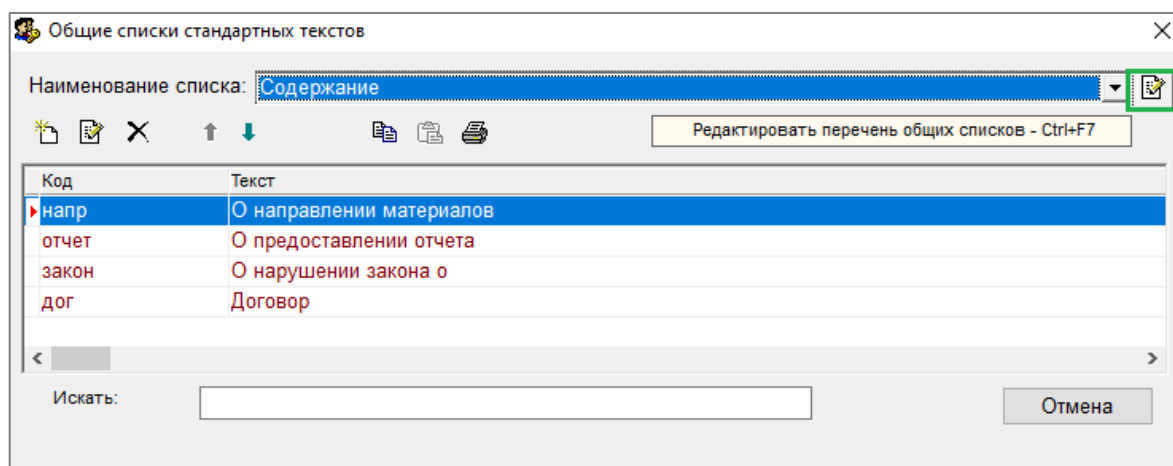 Общие списки стандартных текстов
Наименование списка: Содержание
Редактировать перечень общих списков - Ctrl+F7
Код Текст
напр О направлении материалов
отчет О предоставлении отчета
закон О нарушении закона о
дог Договор
Искать:
Отмена